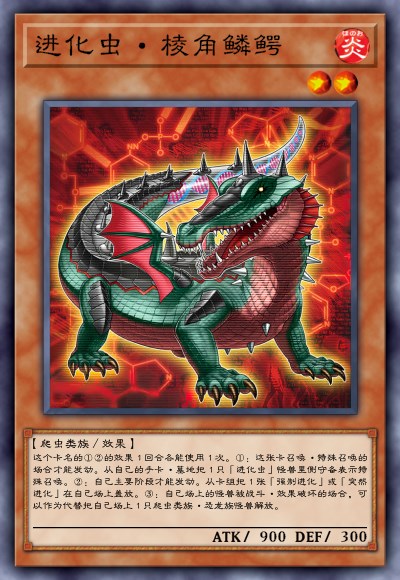 进化虫·棱角鳞鳄
炎
【爬虫类族/效果】
这个卡名的①②的效果1回合各能使用1次。①：这张卡召唤·特殊召唤的
场合才能发动。从自己的手卡·墓地把1只「进化虫」怪兽里侧守备表示特
殊召唤。②：自己主要阶段才能发动。从卡组把1张「强制进化」或「突然
进化」在自己场上盖放。③：自己场上的怪兽被战斗·效果破坏的场合，可
以作为代替把自己场上1只爬虫类族·恐龙族怪兽解放。
ATK/ 900 DEF/ 300